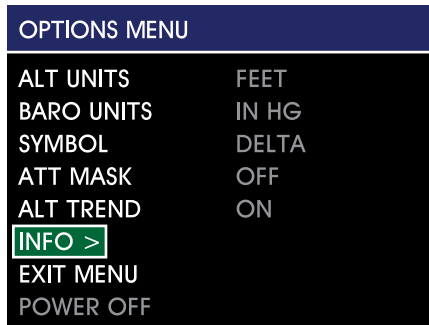 OPTIONS MENU
ALT UNITS FEET
BARO UNITS IN HG
SYMBOL DELTA
ATT MASK OFF
ALT TREND ON
INFO >
EXIT MENU
POWER OFF